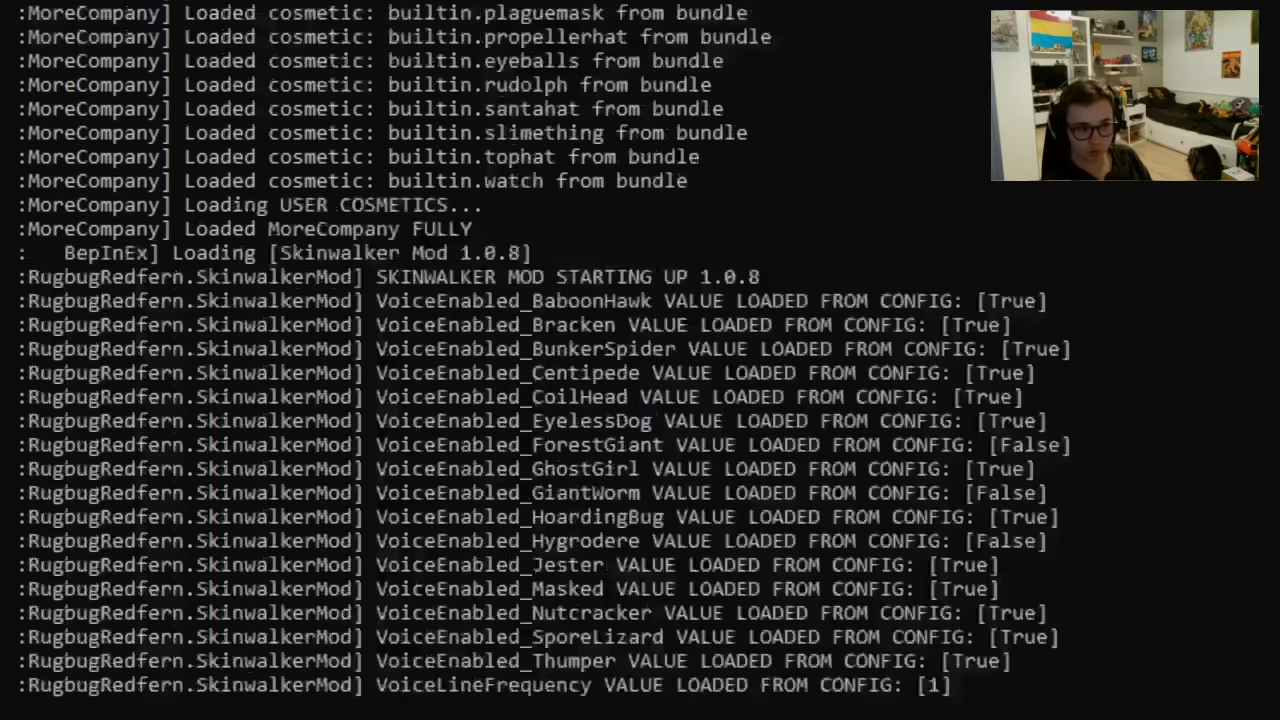 :MoreCompany] Loaded cosmetic: builtin.plaguemask from bundle
:MoreCompany] Loaded cosmetic: builtin.propellerhat from bundle
:MoreCompany] Loaded cosmetic: builtin.eyeballs from bundle
:MoreCompany] Loaded cosmetic: builtin.rudolph from bundle
:MoreCompany] Loaded cosmetic: builtin.santahat from bundle
:MoreCompany] Loaded cosmetic: builtin.slimething from bundle
:MoreCompany] Loaded cosmetic: builtin.tophat from bundle
:MoreCompany] Loaded cosmetic: builtin.watch from bundle
:MoreCompany] Loading USER COSMETICS...
:MoreCompany] Loaded MoreCompany FULLY
:   BepInEx] Loading [Skinwalker Mod 1.0.8]
:RugbugRedfern.SkinwalkerMod] SKINWALKER MOD STARTING UP 1.0.8
:RugbugRedfern.SkinwalkerMod] VoiceEnabled_BaboonHawk VALUE LOADED FROM CONFIG: [True]
:RugbugRedfern.SkinwalkerMod] VoiceEnabled_Bracken VALUE LOADED FROM CONFIG: [True]
:RugbugRedfern.SkinwalkerMod] VoiceEnabled_BunkerSpider VALUE LOADED FROM CONFIG: [True]
:RugbugRedfern.SkinwalkerMod] VoiceEnabled_Centipede VALUE LOADED FROM CONFIG: [True]
:RugbugRedfern.SkinwalkerMod] VoiceEnabled_CoilHead VALUE LOADED FROM CONFIG: [True]
:RugbugRedfern.SkinwalkerMod] VoiceEnabled_EyelessDog VALUE LOADED FROM CONFIG: [True]
:RugbugRedfern.SkinwalkerMod] VoiceEnabled_ForestGiant VALUE LOADED FROM CONFIG: [False]
:RugbugRedfern.SkinwalkerMod] VoiceEnabled_GhostGirl VALUE LOADED FROM CONFIG: [True]
:RugbugRedfern.SkinwalkerMod] VoiceEnabled_GiantWorm VALUE LOADED FROM CONFIG: [False]
:RugbugRedfern.SkinwalkerMod] VoiceEnabled_HoardingBug VALUE LOADED FROM CONFIG: [True]
:RugbugRedfern.SkinwalkerMod] VoiceEnabled_Hygrodere VALUE LOADED FROM CONFIG: [False]
:RugbugRedfern.SkinwalkerMod] VoiceEnabled_Jester VALUE LOADED FROM CONFIG: [True]
:RugbugRedfern.SkinwalkerMod] VoiceEnabled_Masked VALUE LOADED FROM CONFIG: [True]
:RugbugRedfern.SkinwalkerMod] VoiceEnabled_Nutcracker VALUE LOADED FROM CONFIG: [True]
:RugbugRedfern.SkinwalkerMod] VoiceEnabled_SporeLizard VALUE LOADED FROM CONFIG: [True]
:RugbugRedfern.SkinwalkerMod] VoiceEnabled_Thumper VALUE LOADED FROM CONFIG: [True]
:RugbugRedfern.SkinwalkerMod] VoiceLineFrequency VALUE LOADED FROM CONFIG: [1]